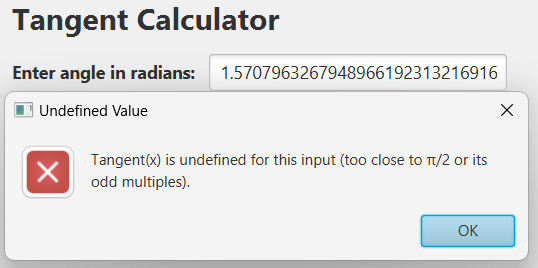 Tangent Calculator
Enter angle in radians: 1.5707963267948966192313216916
Undefined Value
Tangent(x) is undefined for this input (too close to π/2 or its
odd multiples).
OK